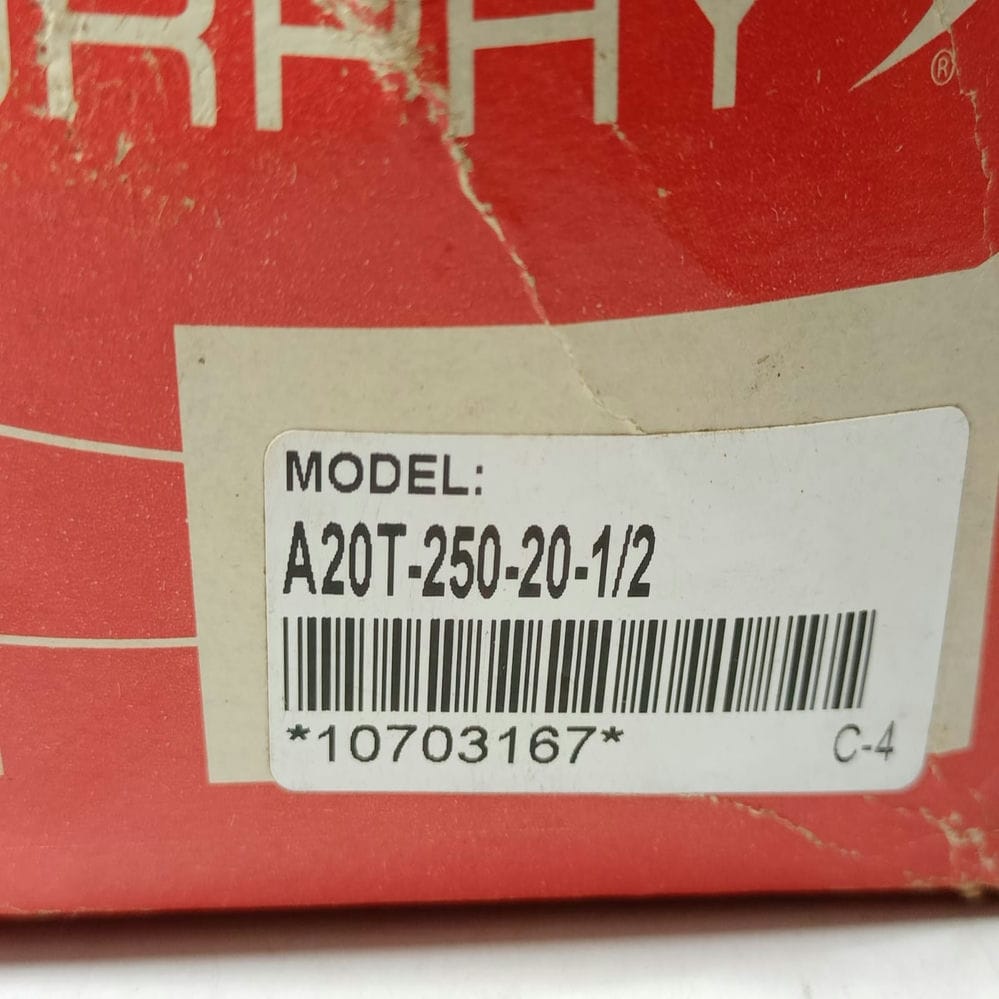 URPHY ®
MODEL:
A20T-250-20-1/2
*10703167*
C-4